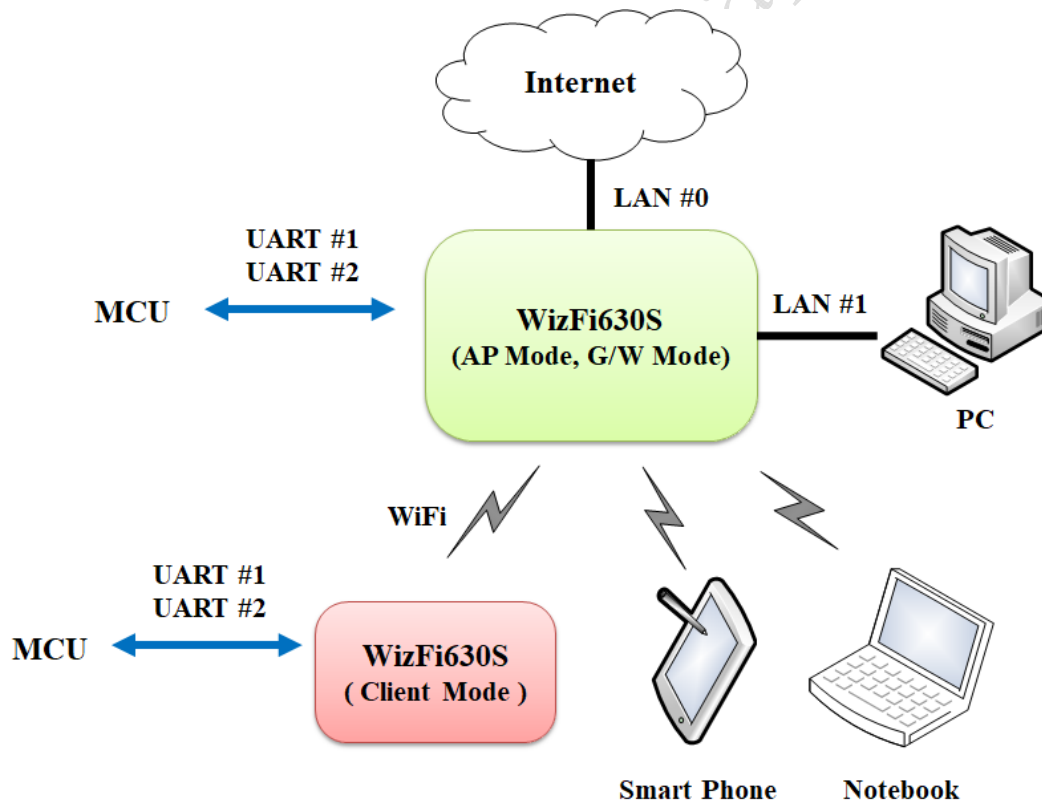 Internet
LAN #0
UART #1
UART #2
MCU
WizFi630S
(AP Mode, G/W Mode)
LAN #1
PC
WiFi
UART #1
UART #2
MCU
WizFi630S
( Client Mode )
Smart Phone
Notebook